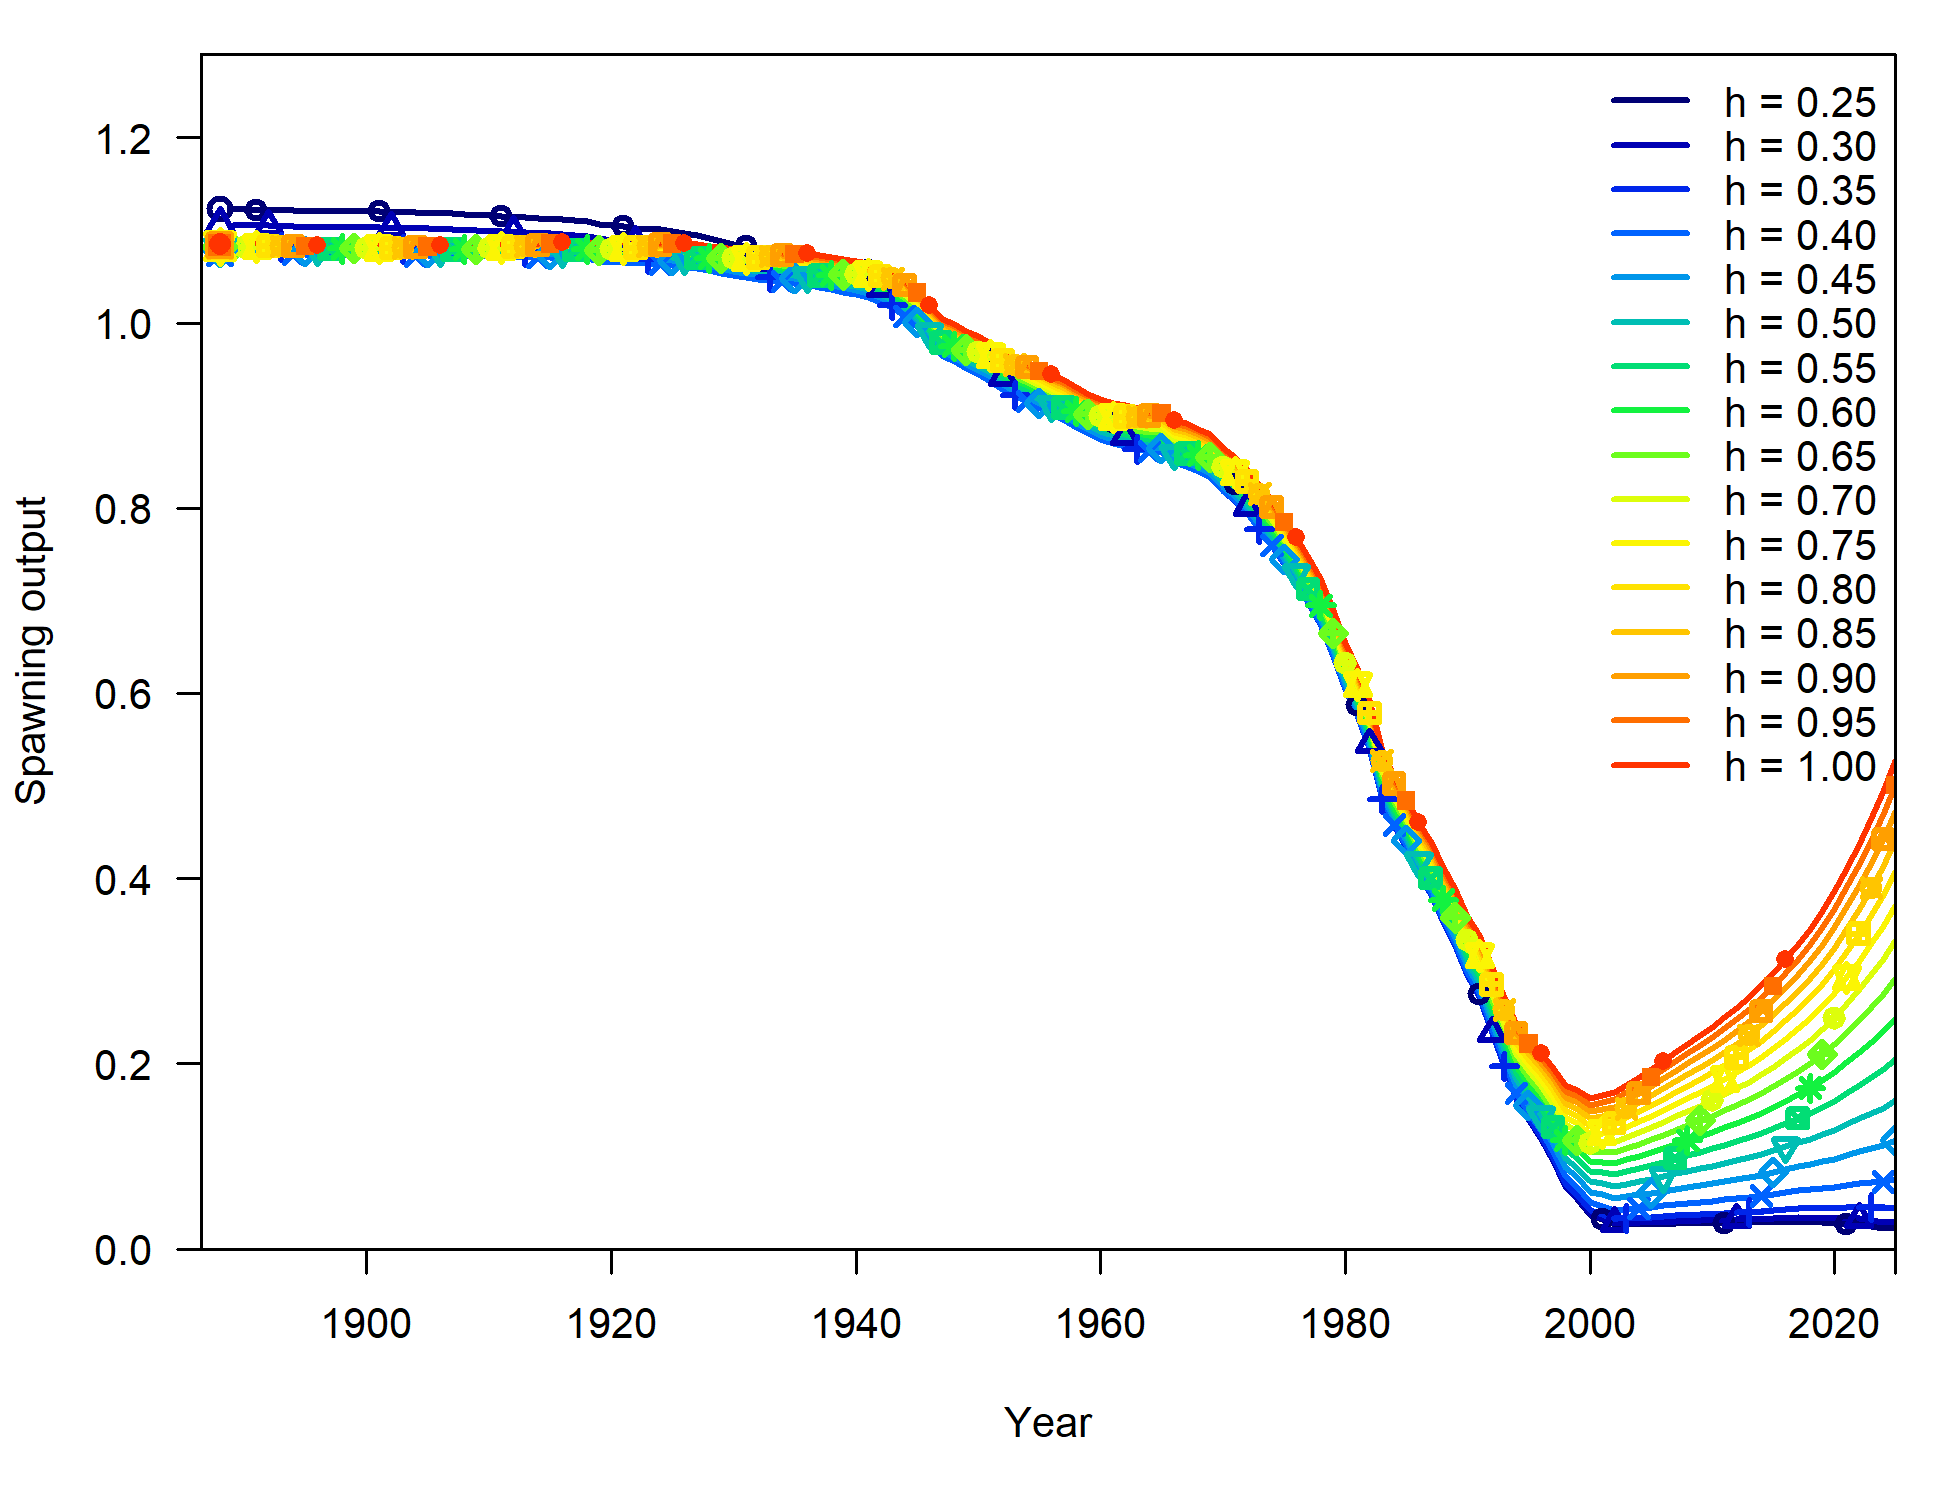 h = 0.25
h = 0.30
h = 0.35
h = 0.40
h = 0.45
h = 0.50
h = 0.55
h = 0.60
h = 0.65
h = 0.70
h = 0.75
h = 0.80
h = 0.85
h = 0.90
h = 0.95
h = 1.00
Spawning output
1.2
1.0
0.8
0.6
0.4
0.2
0.0
1900 1920 1940 1960 1980 2000 2020
Year